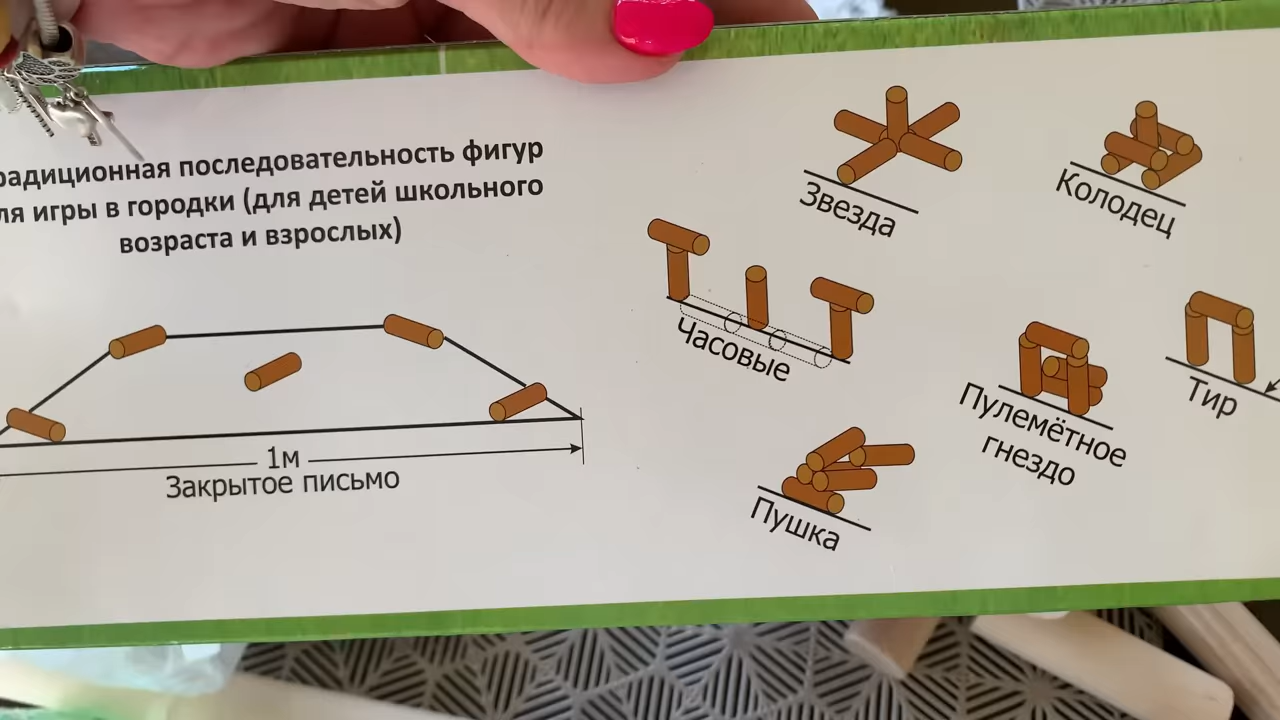 радиционная последовательность фигур
ля игры в городки (для детей школьного
возраста и взрослых)
1м
Закрытое письмо
Звезда
Колодец
Часовые
Пулемётное
гнездо
Тир
Пушка